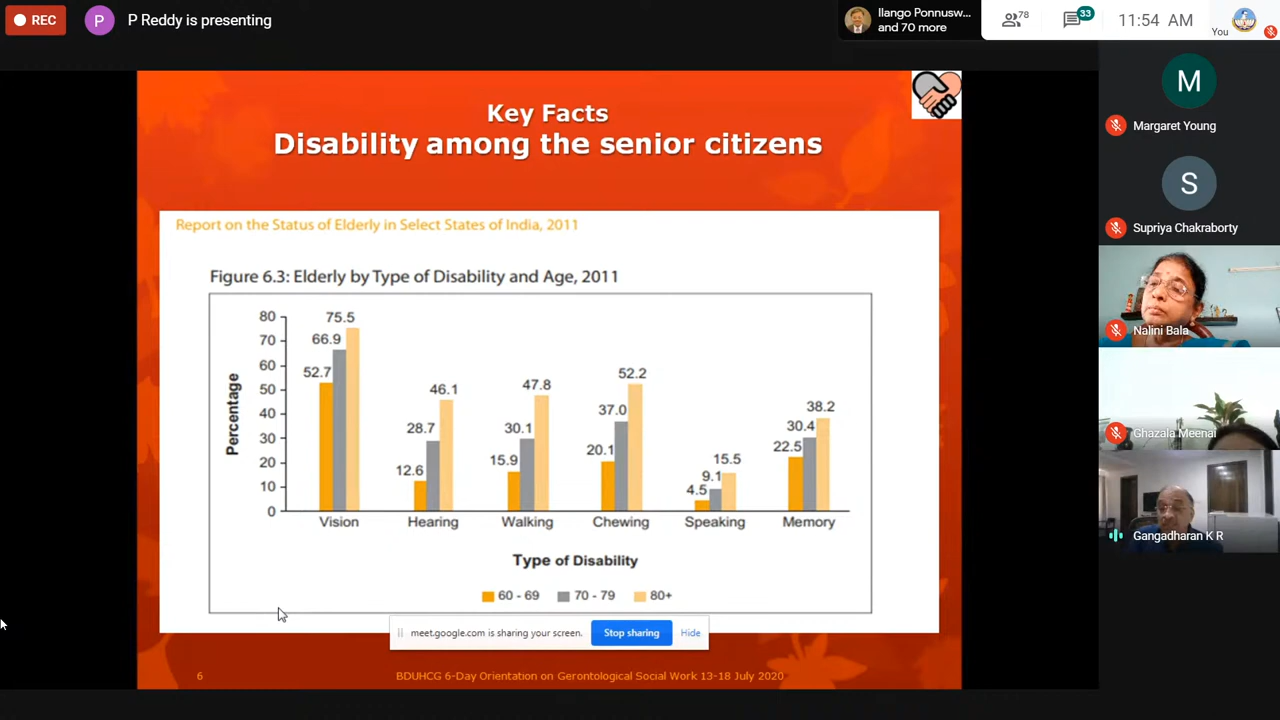 REC
P
P Reddy is presenting
Ilango Ponnusw...
and 70 more
78
33
11:54 AM
You
Key Facts
Disability among the senior citizens
Report on the Status of Elderly in Select States of India, 2011
Figure 6.3: Elderly by Type of Disability and Age, 2011
Percentage
80
70
60
50
40
30
20
10
0
52.7
66.9
75.5
12.6
28.7
46.1
15.9
30.1
47.8
20.1
37.0
52.2
4.5
9.1
15.5
22.5
30.4
38.2
Vision
Hearing
Walking
Chewing
Speaking
Memory
Type of Disability
60 - 69
70 - 79
80+
meet.google.com is sharing your screen.
Stop sharing
Hide
6
BDUHCG 6-Day Orientation on Gerontological Social Work 13-18 July 2020
M
Margaret Young
S
Supriya Chakraborty
Nalini Bala
Ghazala Meenai
Gangadharan K R